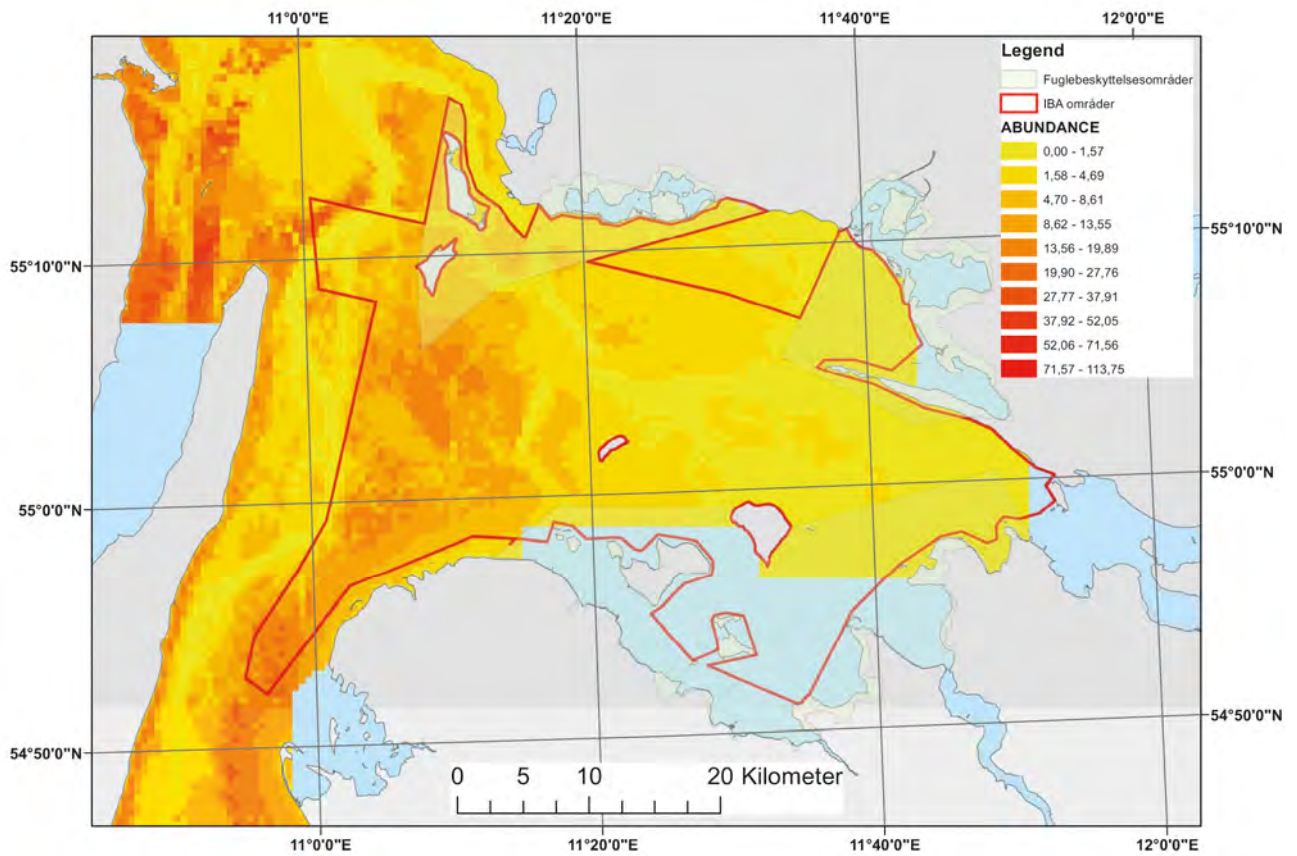 11°0'0"E 11°20'0"E 11°40'0"E 12°0'0"E
Legend
Fuglebeskyttelsesområder
IBA områder
ABUNDANCE
0,00 - 1,57
1,58 - 4,69
4,70 - 8,61
8,62 - 13,55
13,56 - 19,89
19,90 - 27,76
27,77 - 37,91
37,92 - 52,05
52,06 - 71,56
71,57 - 113,75
55°10'0"N 55°10'0"N
55°0'0"N 55°0'0"N
54°50'0"N 54°50'0"N
0 5 10 20 Kilometer
11°0'0"E 11°20'0"E 11°40'0"E 12°0'0"E